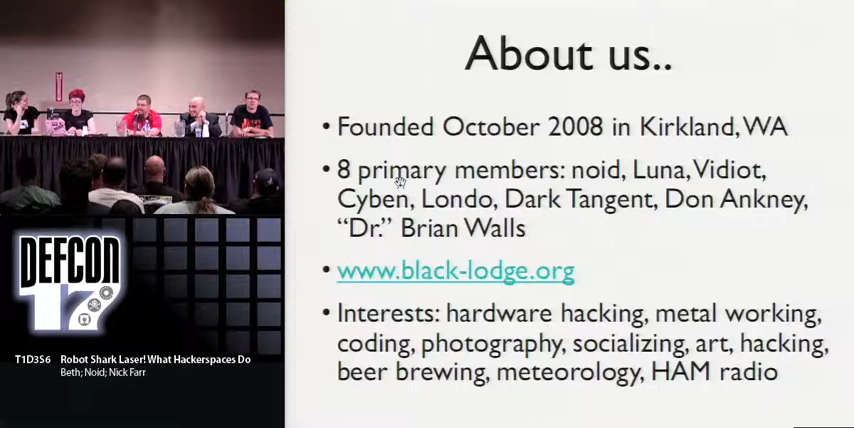 About us..
• Founded October 2008 in Kirkland, WA
• 8 primary members: noid, Luna, Vidiot,
Cyben, Londo, Dark Tangent, Don Ankney,
“Dr.” Brian Walls
• www.black-lodge.org
• Interests: hardware hacking, metal working,
coding, photography, socializing, art, hacking,
beer brewing, meteorology, HAM radio
DEFCON
17
T1D3S6 Robot Shark Laser! What Hackerspaces Do
Beth; Noid; Nick Farr